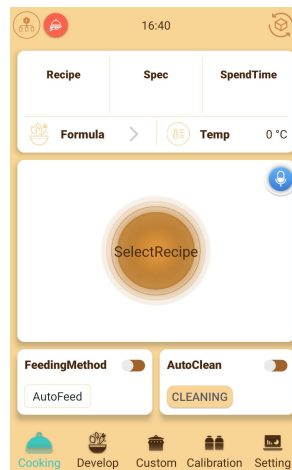 16:40
Recipe Spec SpendTime
Formula Temp 0 °C
SelectRecipe
FeedingMethod AutoClean
AutoFeed CLEANING
Cooking Develop Custom Calibration Setting